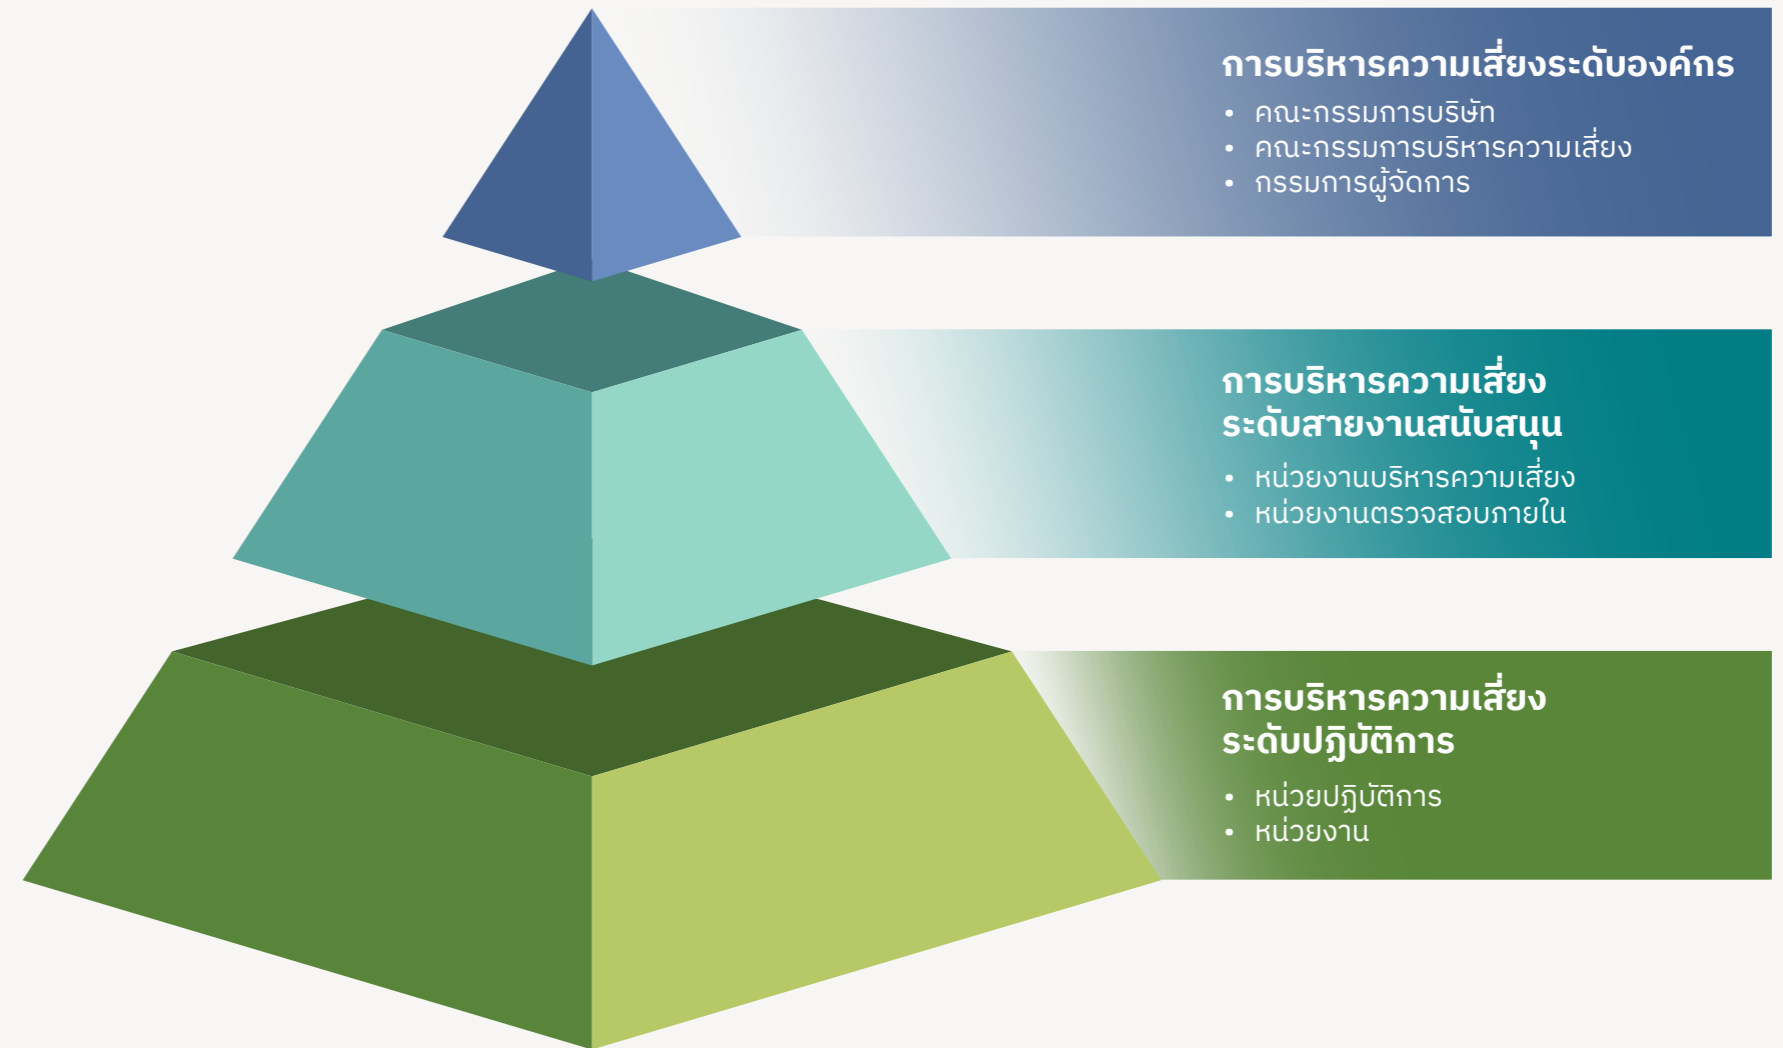 การบริหารความเสี่ยงระดับองค์กร
• คณะกรรมการบริษัท
• คณะกรรมการบริหารความเสี่ยง
• กรรมการผู้จัดการ
การบริหารความเสี่ยง
ระดับสายงานสนับสนุน
• หน่วยงานบริหารความเสี่ยง
• หน่วยงานตรวจสอบภายใน
การบริหารความเสี่ยง
ระดับปฏิบัติการ
• หน่วยปฏิบัติการ
• หน่วยงาน